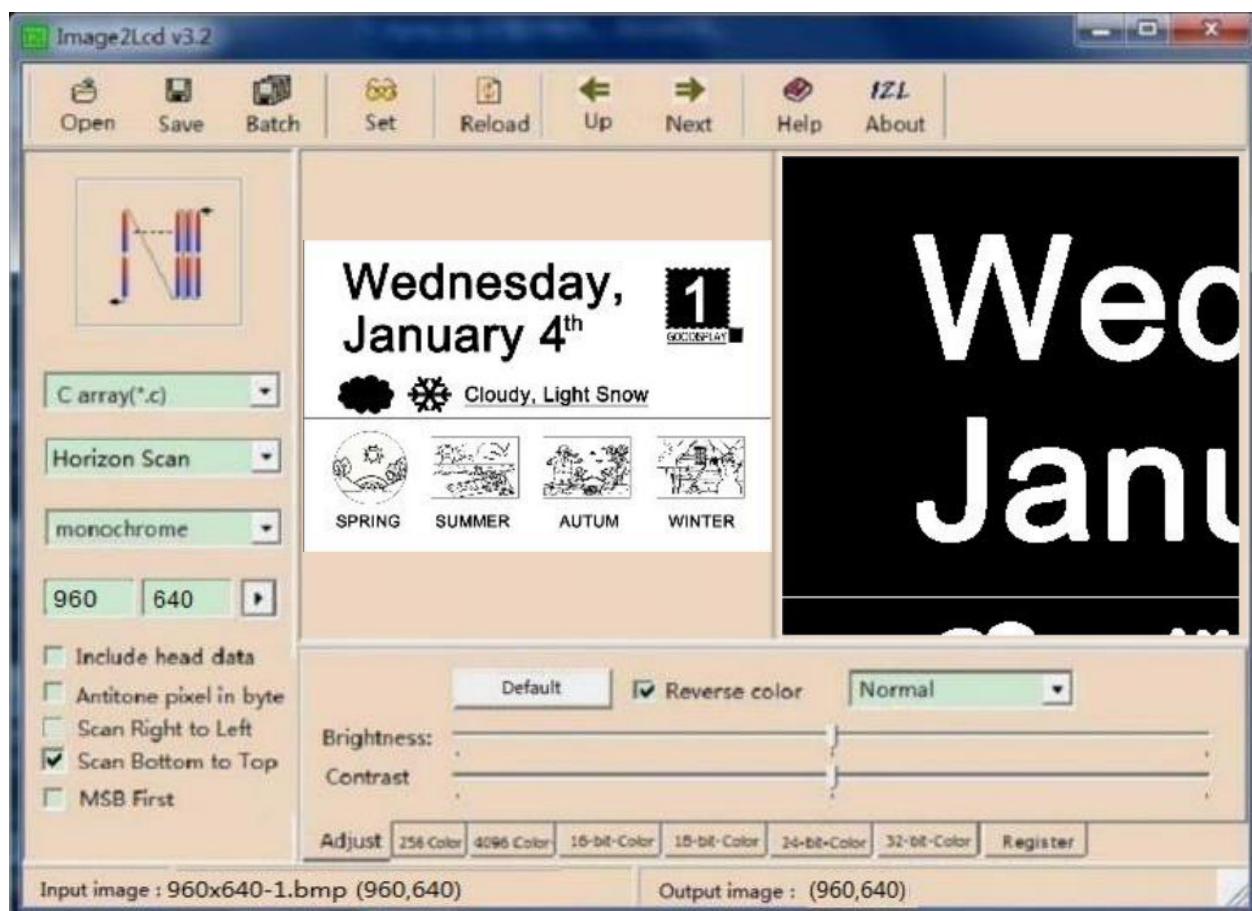 Image2Lcd v3.2
Open Save Batch Set Reload Up Next Help About
C array(*.c)
Horizon Scan
monochrome
960 640
Include head data
Antitone pixel in byte
Scan Right to Left
Scan Bottom to Top
MSB First
Wednesday,
January 4th
1
GOODISPLAY
Cloudy, Light Snow
SPRING SUMMER AUTUM WINTER
Wed
Janu
Default Reverse color Normal
Brightness:
Contrast
Adjust 256 Color 4096 Color 16-bit-Color 18-bit-Color 24-bit-Color 32-bit-Color Register
Input image : 960x640-1.bmp (960,640) Output image : (960,640)